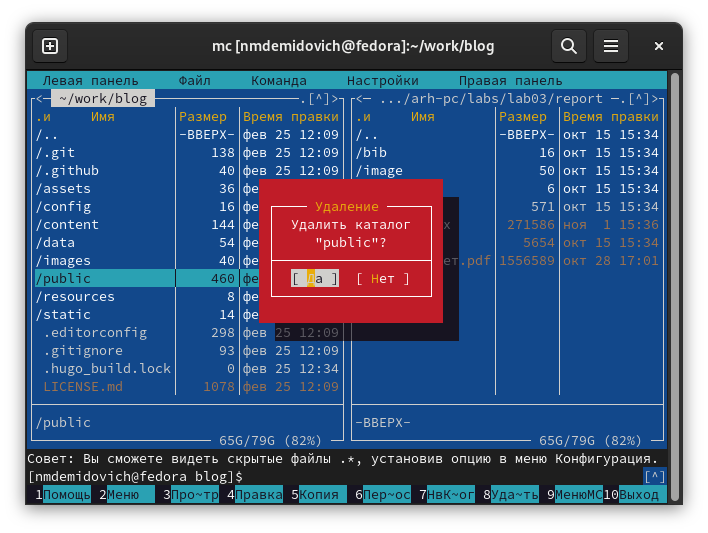 mc [nmdemidovich@fedora]:~/work/blog
Левая панель Файл Команда Настройки Правая панель
<— ~/work/blog .[^]> <— .../arh-pc/labs/lab03/report —.[^]>
.и Имя Размер Время правки .и Имя Размер Время правки
/.. -ВВЕРХ- фев 25 12:09 /.. -ВВЕРХ- окт 15 15:34
/.git 138 фев 25 12:09 /bib 16 окт 15 15:34
/.github 40 фев 25 12:09 /image 50 окт 15 15:34
/assets 36 фе 6 окт 15 15:34
/config 16 фе 571 окт 15 15:34
/content 144 фе х 271586 ноя 1 15:36
/data 54 фе 5654 окт 15 15:34
/images 40 фе ет.pdf 1556589 окт 28 17:01
/public 460 фе
/resources 8 фе
/static 14 фе
.editorconfig 298 фев 25 12:09
.gitignore 93 фев 25 12:09
.hugo_build.lock 0 фев 25 12:34
LICENSE.md 1078 фев 25 12:09
Удаление
Удалить каталог
"public"?
[ Да ] [ Нет ]
/public -ВВЕРХ-
65G/79G (82%) 65G/79G (82%)
Совет: Вы сможете видеть скрытые файлы .*, установив опцию в меню Конфигурация.
[nmdemidovich@fedora blog]$ [^]
1Помощь 2Меню 3Про~тр 4Правка 5Копия 6Пер~ос 7НвК~ог 8Уда~ть 9МенюМС 10Выход